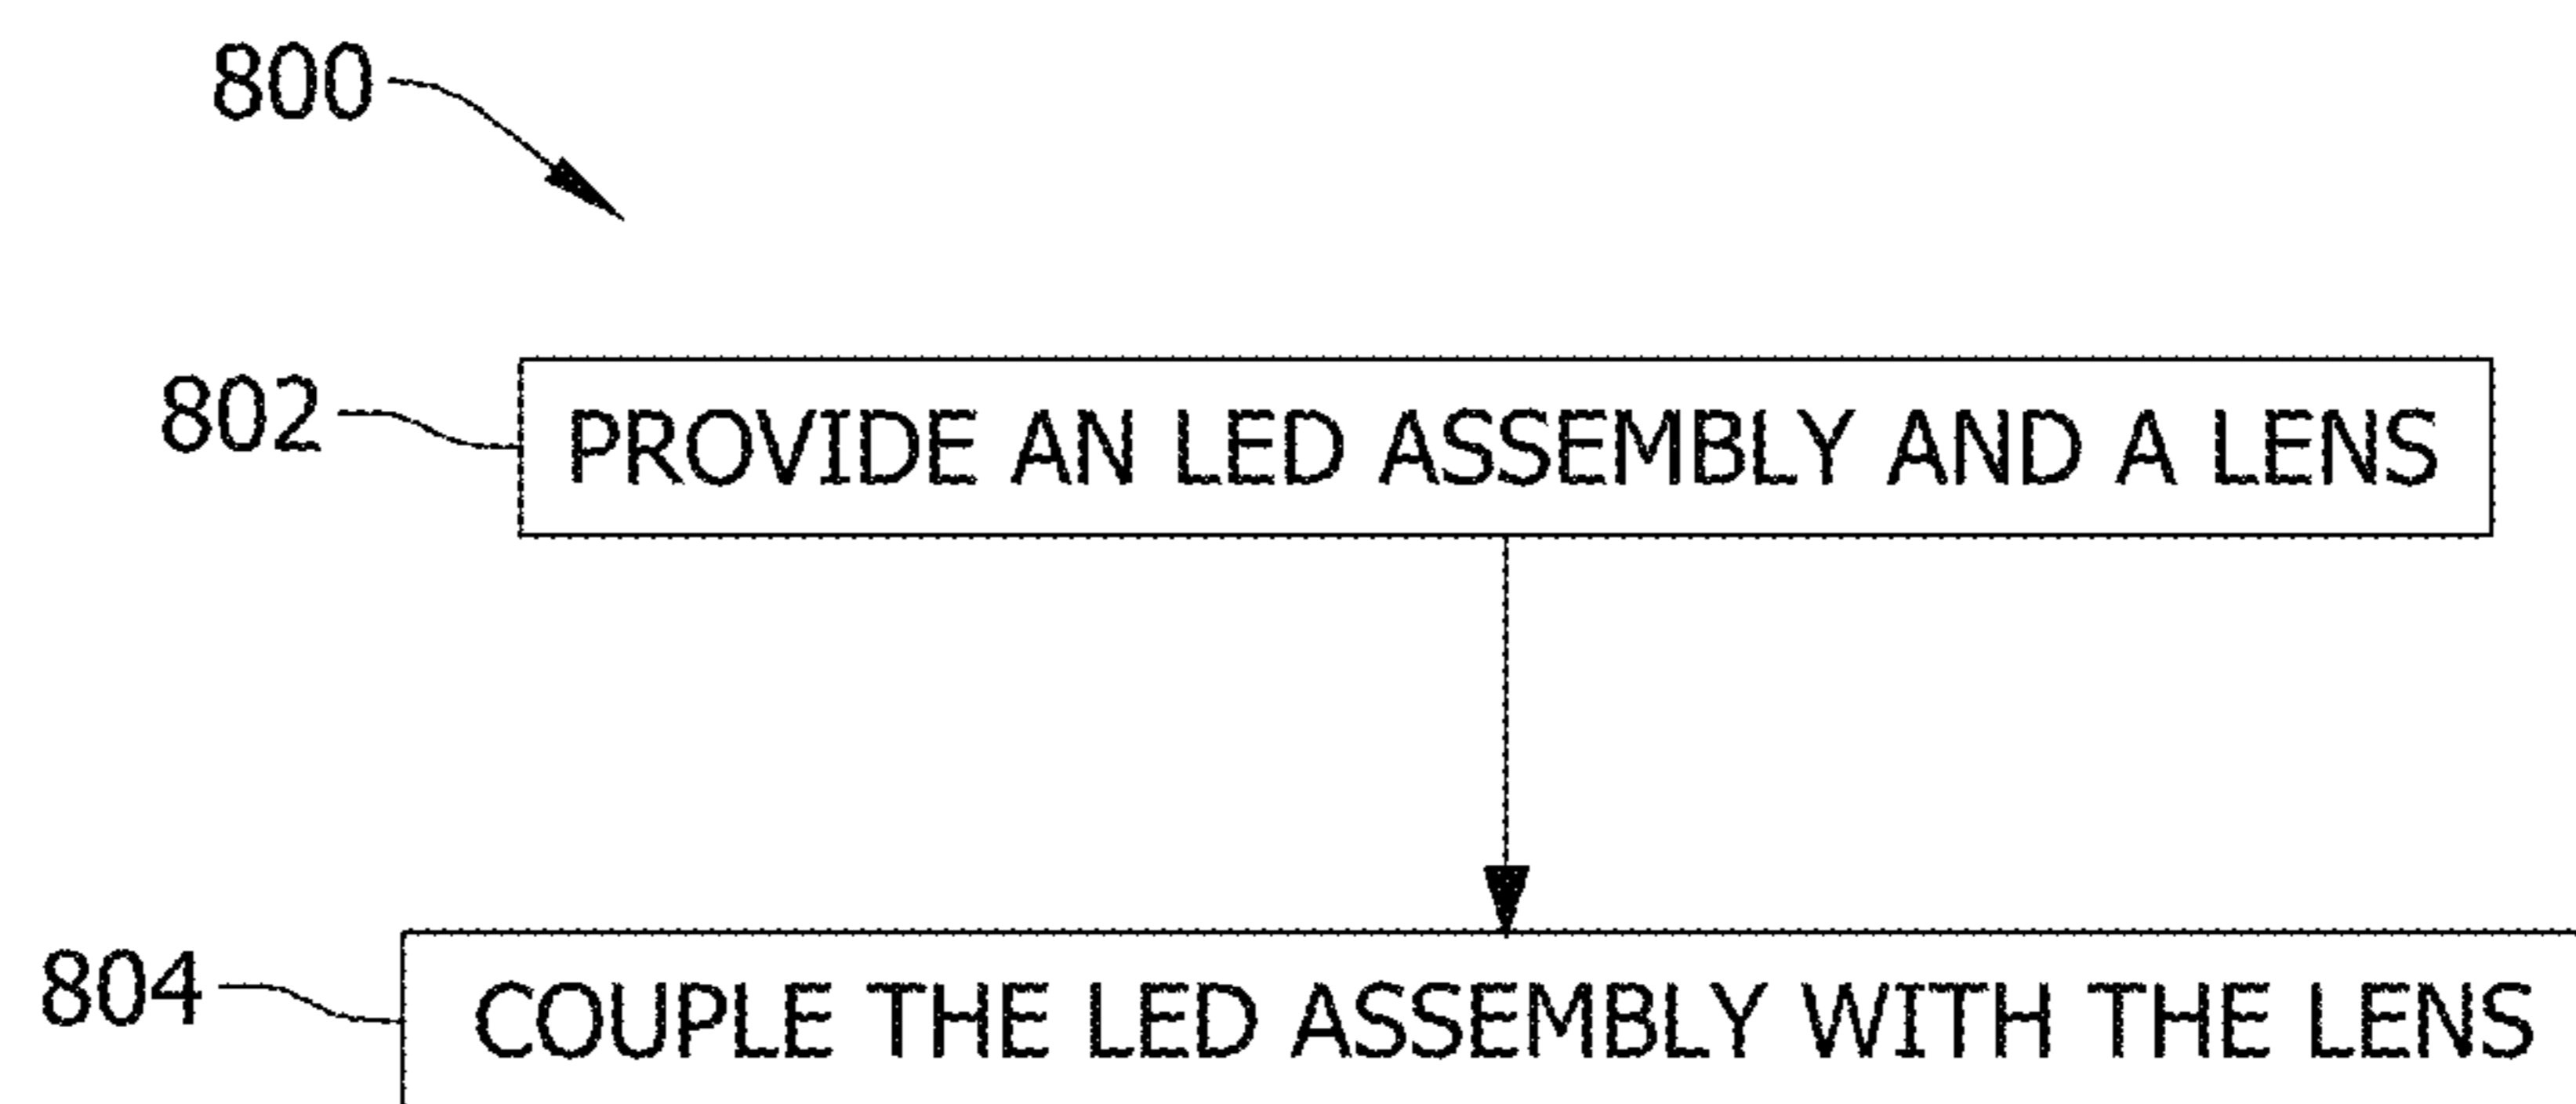 800
802 PROVIDE AN LED ASSEMBLY AND A LENS
804 COUPLE THE LED ASSEMBLY WITH THE LENS